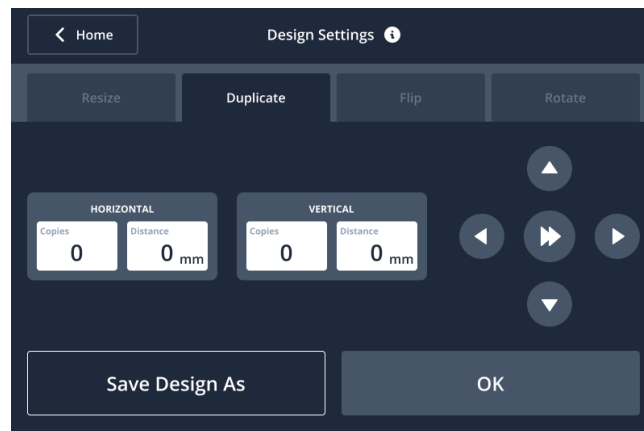 Home
Design Settings
Resize
Duplicate
Flip
Rotate
HORIZONTAL
Copies
0
Distance
0 mm
VERTICAL
Copies
0
Distance
0 mm
Save Design As
OK